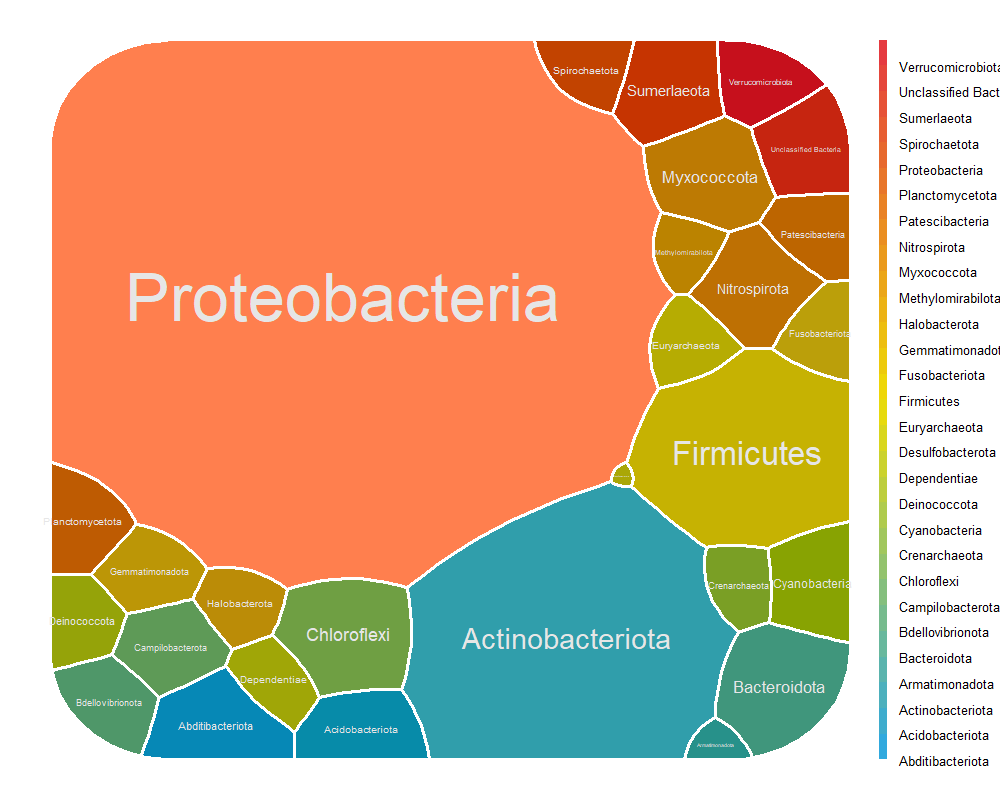 Spirochaetota
Sumerlaeota
Verrucomicrobiota
Unclassified Bacteria
Myxococcota
Patescibacteria
Methylomirabilota
Nitrospirota
Proteobacteria
Fusobacteriota
Euryarchaeota
Firmicutes
Planctomycetota
Gemmatimonadota
Crenarchaeota
Cyanobacteria
Halobacterota
Deinococcota
Chloroflexi
Actinobacteriota
Campilobacterota
Dependentiae
Bacteroidota
Bdellovibrionota
Abditibacteriota
Acidobacteriota
Armatimonadota
Verrucomicrobiota
Unclassified Bact
Sumerlaeota
Spirochaetota
Proteobacteria
Planctomycetota
Patescibacteria
Nitrospirota
Myxococcota
Methylomirabilota
Halobacterota
Gemmatimonadot
Fusobacteriota
Firmicutes
Euryarchaeota
Desulfobacterota
Dependentiae
Deinococcota
Cyanobacteria
Crenarchaeota
Chloroflexi
Campilobacterota
Bdellovibrionota
Bacteroidota
Armatimonadota
Actinobacteriota
Acidobacteriota
Abditibacteriota